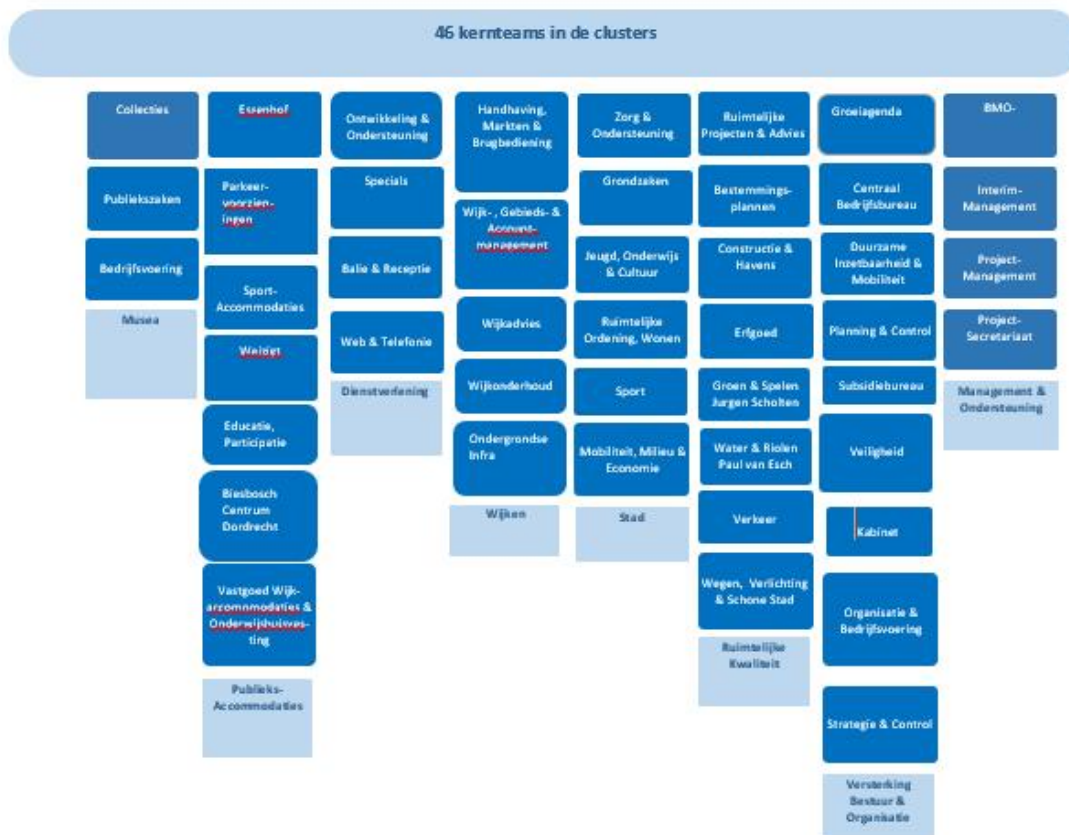 46 kernteams in de clusters
Collecties
Publiekszaken
Bedrijfsvoering
Musea
Essenhof
Parkeer-
voorzien-
ingen
Sport-
Accommodaties
Weizigt
Educatie,
Participatie
Biesbosch
Centrum
Dordrecht
Vastgoed Wijk-
accommodaties &
Onderwijshuisves-
ting
Publieks-
Accommodaties
Ontwikkeling &
Ondersteuning
Specials
Balie & Receptie
Web & Telefonie
Dienstverlening
Handhaving,
Markten &
Brugbediening
Wijk- , Gebieds- &
Account-
management
Wijkadvies
Wijkonderhoud
Ondergrondse
Infra
Wijken
Zorg &
Ondersteuning
Grondzaken
Jeugd, Onderwijs
& Cultuur
Ruimtelijke
Ordening, Wonen
Sport
Mobiliteit, Milieu &
Economie
Stad
Ruimtelijke
Projecten & Advies
Bestemmings-
plannen
Constructie &
Havens
Erfgoed
Groen & Spelen
Jurgen Scholten
Water & Riolen
Paul van Esch
Verkeer
Wegen, Verlichting
& Schone Stad
Ruimtelijke
Kwaliteit
Groeiagenda
Centraal
Bedrijfsbureau
Duurzame
Inzetbaarheid &
Mobiliteit
Planning & Control
Subsidiebureau
Veiligheid
Kabinet
Organisatie &
Bedrijfsvoering
Strategie & Control
Versterking
Bestuur &
Organisatie
BMO-
Interim-
Management
Project-
Management
Project-
Secretariaat
Management &
Ondersteuning